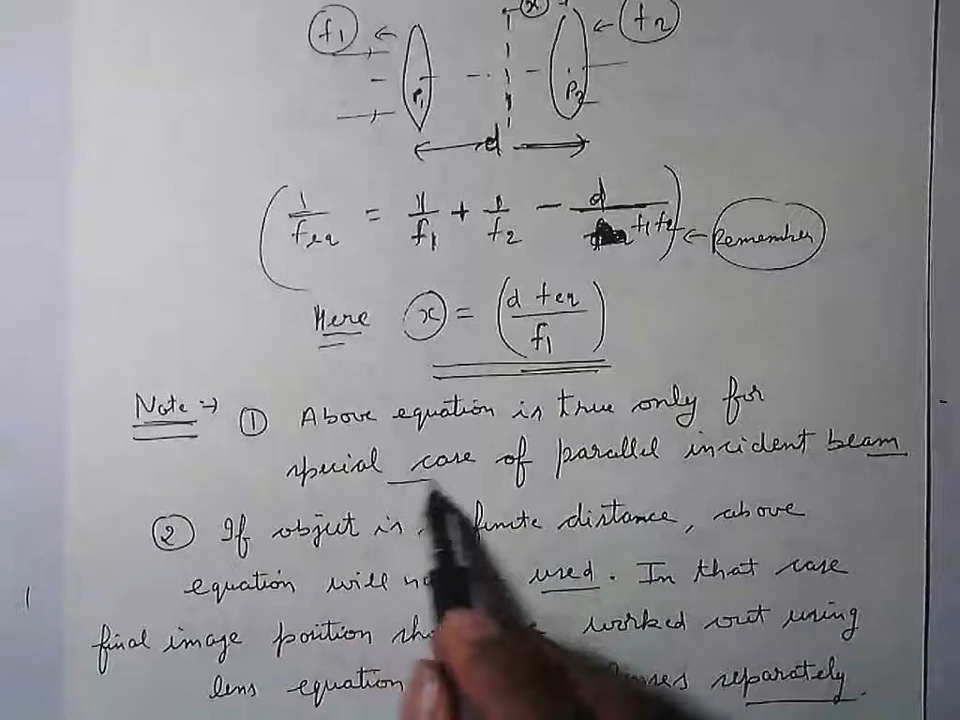 f1 x f2
P1 P2
d
( 1/feq = 1/f1 + 1/f2 - d/f1 f2 ) ← Remember
Here x = ( d feq / f1 )
Note :→ ① Above equation is true only for
special case of parallel incident beam
② If object is finite distance, above
equation will used. In that case
final image position worked out using
lens equation separately.